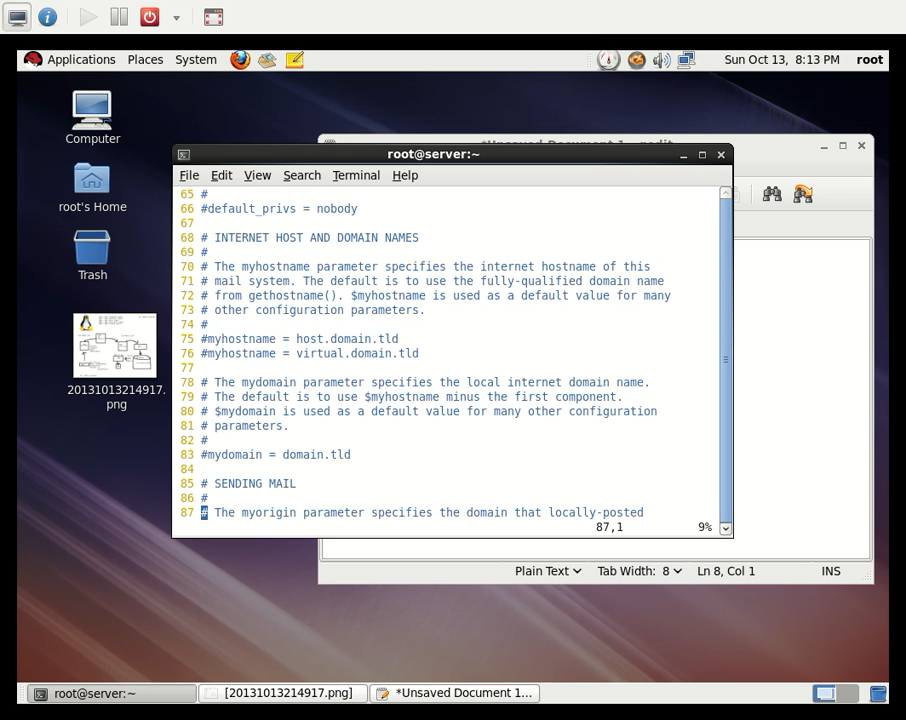 Applications Places System
Sun Oct 13, 8:13 PM root
Computer
root's Home
Trash
20131013214917.
png
root@server:~
File Edit View Search Terminal Help
65 #
66 #default_privs = nobody
67
68 # INTERNET HOST AND DOMAIN NAMES
69 #
70 # The myhostname parameter specifies the internet hostname of this
71 # mail system. The default is to use the fully-qualified domain name
72 # from gethostname(). $myhostname is used as a default value for many
73 # other configuration parameters.
74 #
75 #myhostname = host.domain.tld
76 #myhostname = virtual.domain.tld
77
78 # The mydomain parameter specifies the local internet domain name.
79 # The default is to use $myhostname minus the first component.
80 # $mydomain is used as a default value for many other configuration
81 # parameters.
82 #
83 #mydomain = domain.tld
84
85 # SENDING MAIL
86 #
87 # The myorigin parameter specifies the domain that locally-posted
87,1 9%
Plain Text Tab Width: 8 Ln 8, Col 1 INS
root@server:~ [20131013214917.png] *Unsaved Document 1...